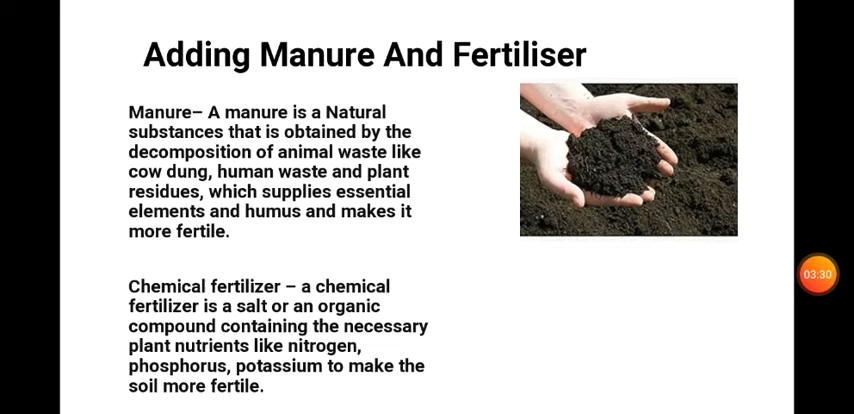 Adding Manure And Fertiliser
Manure– A manure is a Natural
substances that is obtained by the
decomposition of animal waste like
cow dung, human waste and plant
residues, which supplies essential
elements and humus and makes it
more fertile.
Chemical fertilizer – a chemical
fertilizer is a salt or an organic
compound containing the necessary
plant nutrients like nitrogen,
phosphorus, potassium to make the
soil more fertile.
03:30